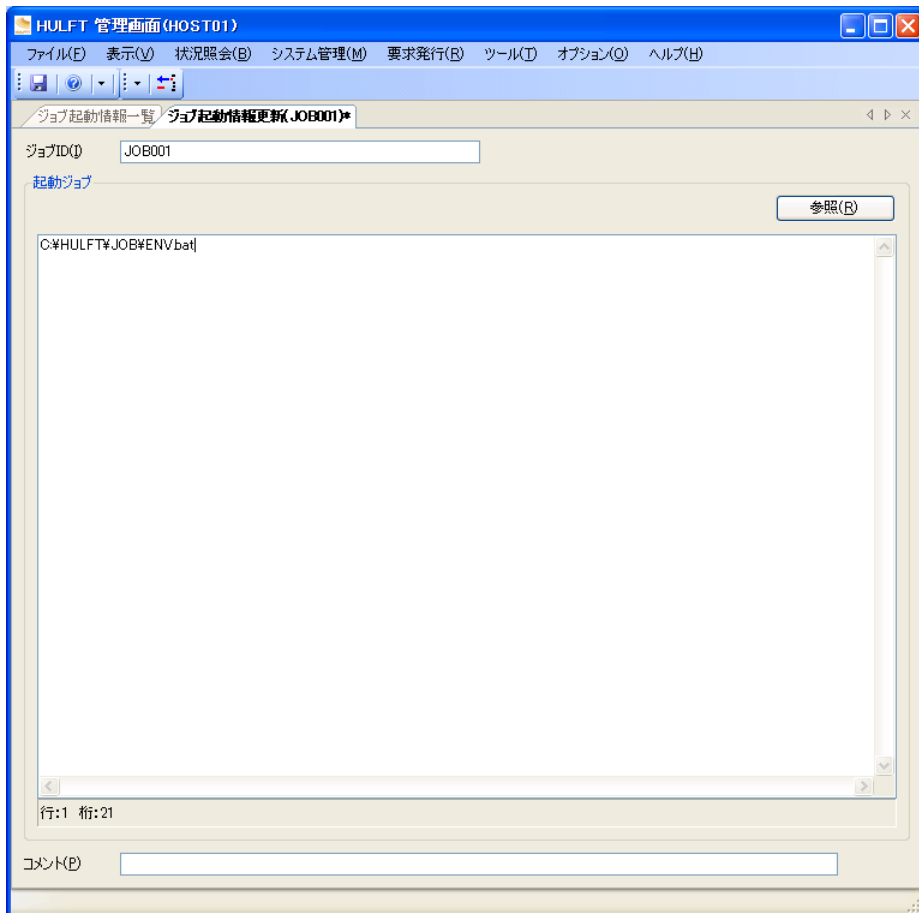 HULFT 管理画面(HOST01)
ファイル(F) 表示(V) 状況照会(B) システム管理(M) 要求発行(R) ツール(T) オプション(O) ヘルプ(H)
ジョブ起動情報一覧 ジョブ起動情報更新(JOB001)*
ジョブID(I) JOB001
起動ジョブ
参照(R)
C:¥HULFT¥JOB¥ENV.bat
行:1 桁:21
コメント(P)